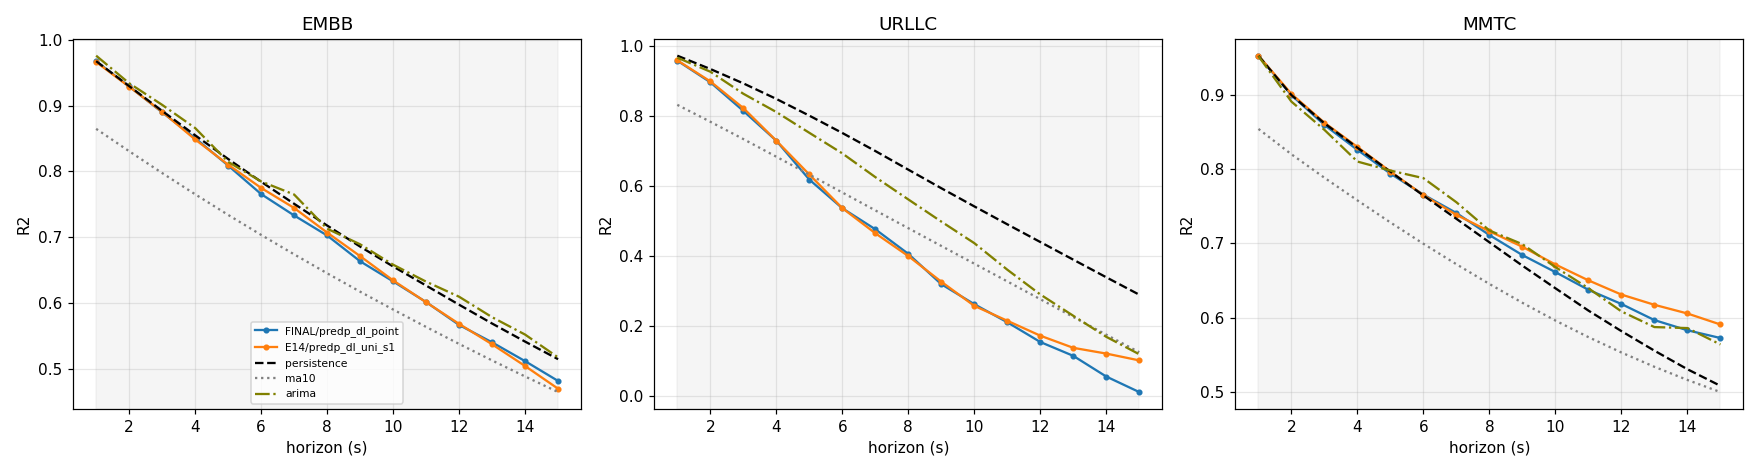 EMBB
R2
1.0
0.9
0.8
0.7
0.6
0.5
2
4
6
8
10
12
14
horizon (s)
FINAL/predp_dl_point
E14/predp_dl_uni_s1
persistence
ma10
arima
URLLC
R2
1.0
0.8
0.6
0.4
0.2
0.0
2
4
6
8
10
12
14
horizon (s)
MMTC
R2
0.9
0.8
0.7
0.6
0.5
2
4
6
8
10
12
14
horizon (s)